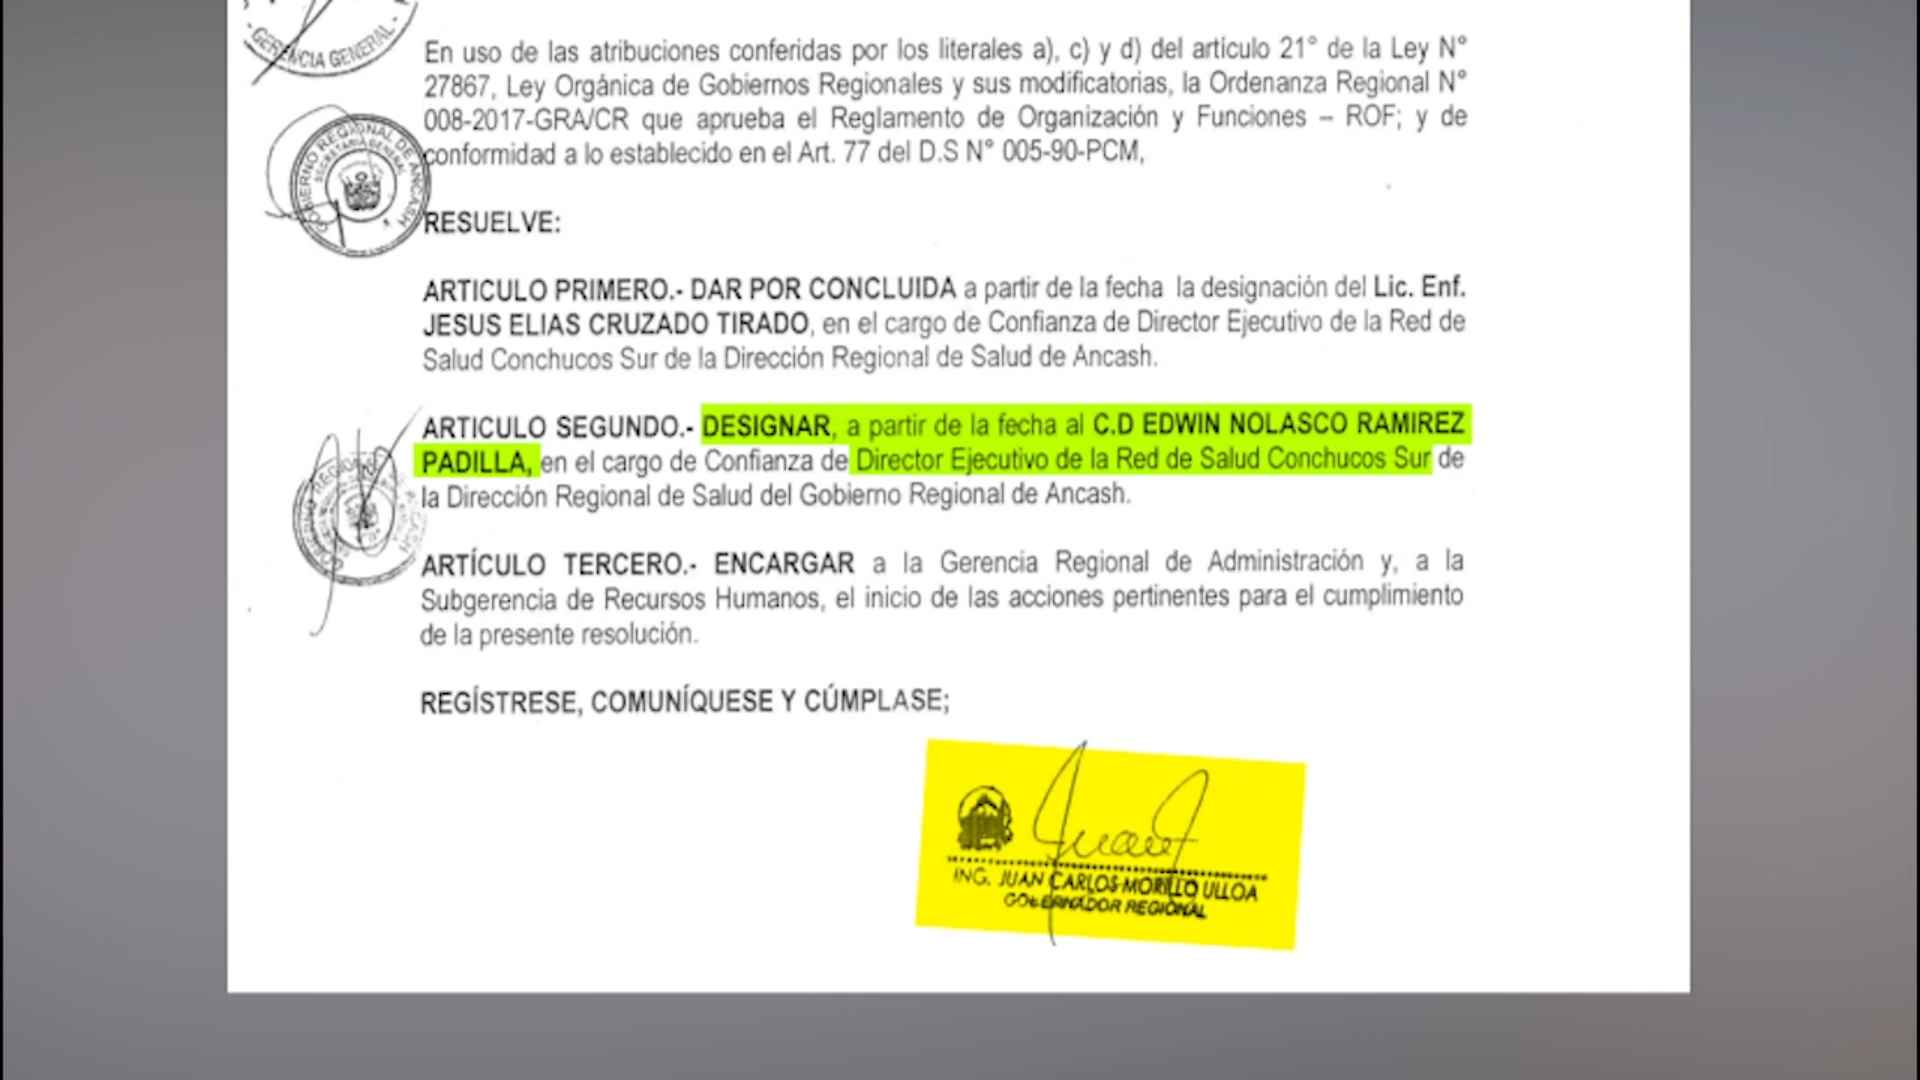 GERENCIA GENERAL
En uso de las atribuciones conferidas por los literales a), c) y d) del artículo 21° de la Ley N°
27867, Ley Orgánica de Gobiernos Regionales y sus modificatorias, la Ordenanza Regional N°
008-2017-GRA/CR que aprueba el Reglamento de Organización y Funciones – ROF; y de
conformidad a lo establecido en el Art. 77 del D.S N° 005-90-PCM,
GOBIERNO REGIONAL DE ANCASH
SECRETARIA GENERAL
RESUELVE:
ARTICULO PRIMERO.- DAR POR CONCLUIDA a partir de la fecha la designación del Lic. Enf.
JESUS ELIAS CRUZADO TIRADO, en el cargo de Confianza de Director Ejecutivo de la Red de
Salud Conchucos Sur de la Dirección Regional de Salud de Ancash.
ARTICULO SEGUNDO.- DESIGNAR, a partir de la fecha al C.D EDWIN NOLASCO RAMIREZ
PADILLA, en el cargo de Confianza de Director Ejecutivo de la Red de Salud Conchucos Sur de
la Dirección Regional de Salud del Gobierno Regional de Ancash.
ARTÍCULO TERCERO.- ENCARGAR a la Gerencia Regional de Administración y, a la
Subgerencia de Recursos Humanos, el inicio de las acciones pertinentes para el cumplimiento
de la presente resolución.
REGÍSTRESE, COMUNÍQUESE Y CÚMPLASE;
ING. JUAN CARLOS MORILLO ULLOA
GOBERNADOR REGIONAL